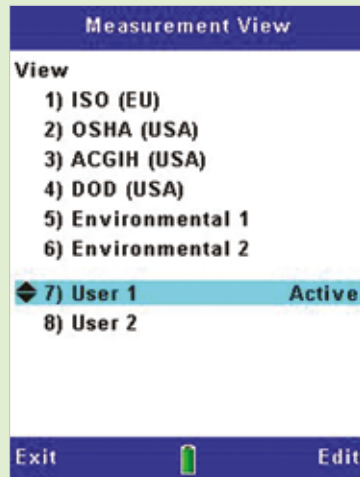 Measurement View
View
1) ISO (EU)
2) OSHA (USA)
3) ACGIH (USA)
4) DOD (USA)
5) Environmental 1
6) Environmental 2
7) User 1 Active
8) User 2
Exit Edit